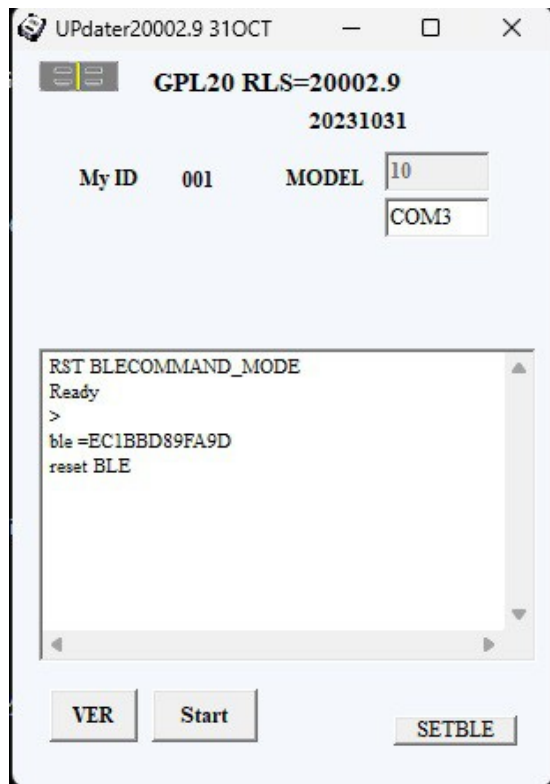 UPdater20002.9 31OCT
GPL20 RLS=20002.9
20231031
My ID 001 MODEL 10
COM3
RST BLECOMMAND_MODE
Ready
>
ble =EC1BBD89FA9D
reset BLE
VER Start SETBLE